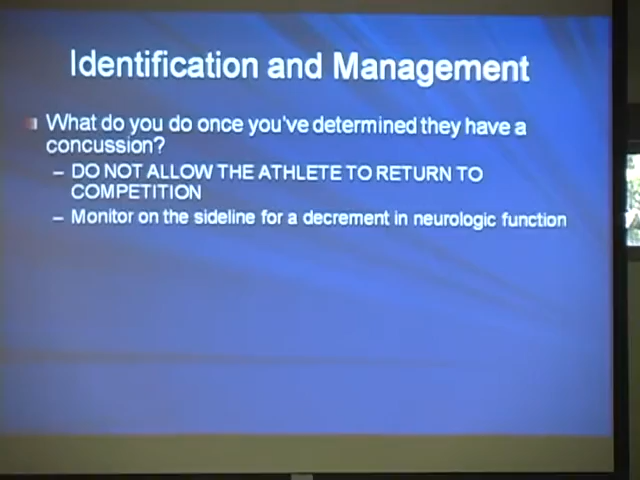 Identification and Management
What do you do once you've determined they have a
concussion?
– DO NOT ALLOW THE ATHLETE TO RETURN TO
COMPETITION
– Monitor on the sideline for a decrement in neurologic function